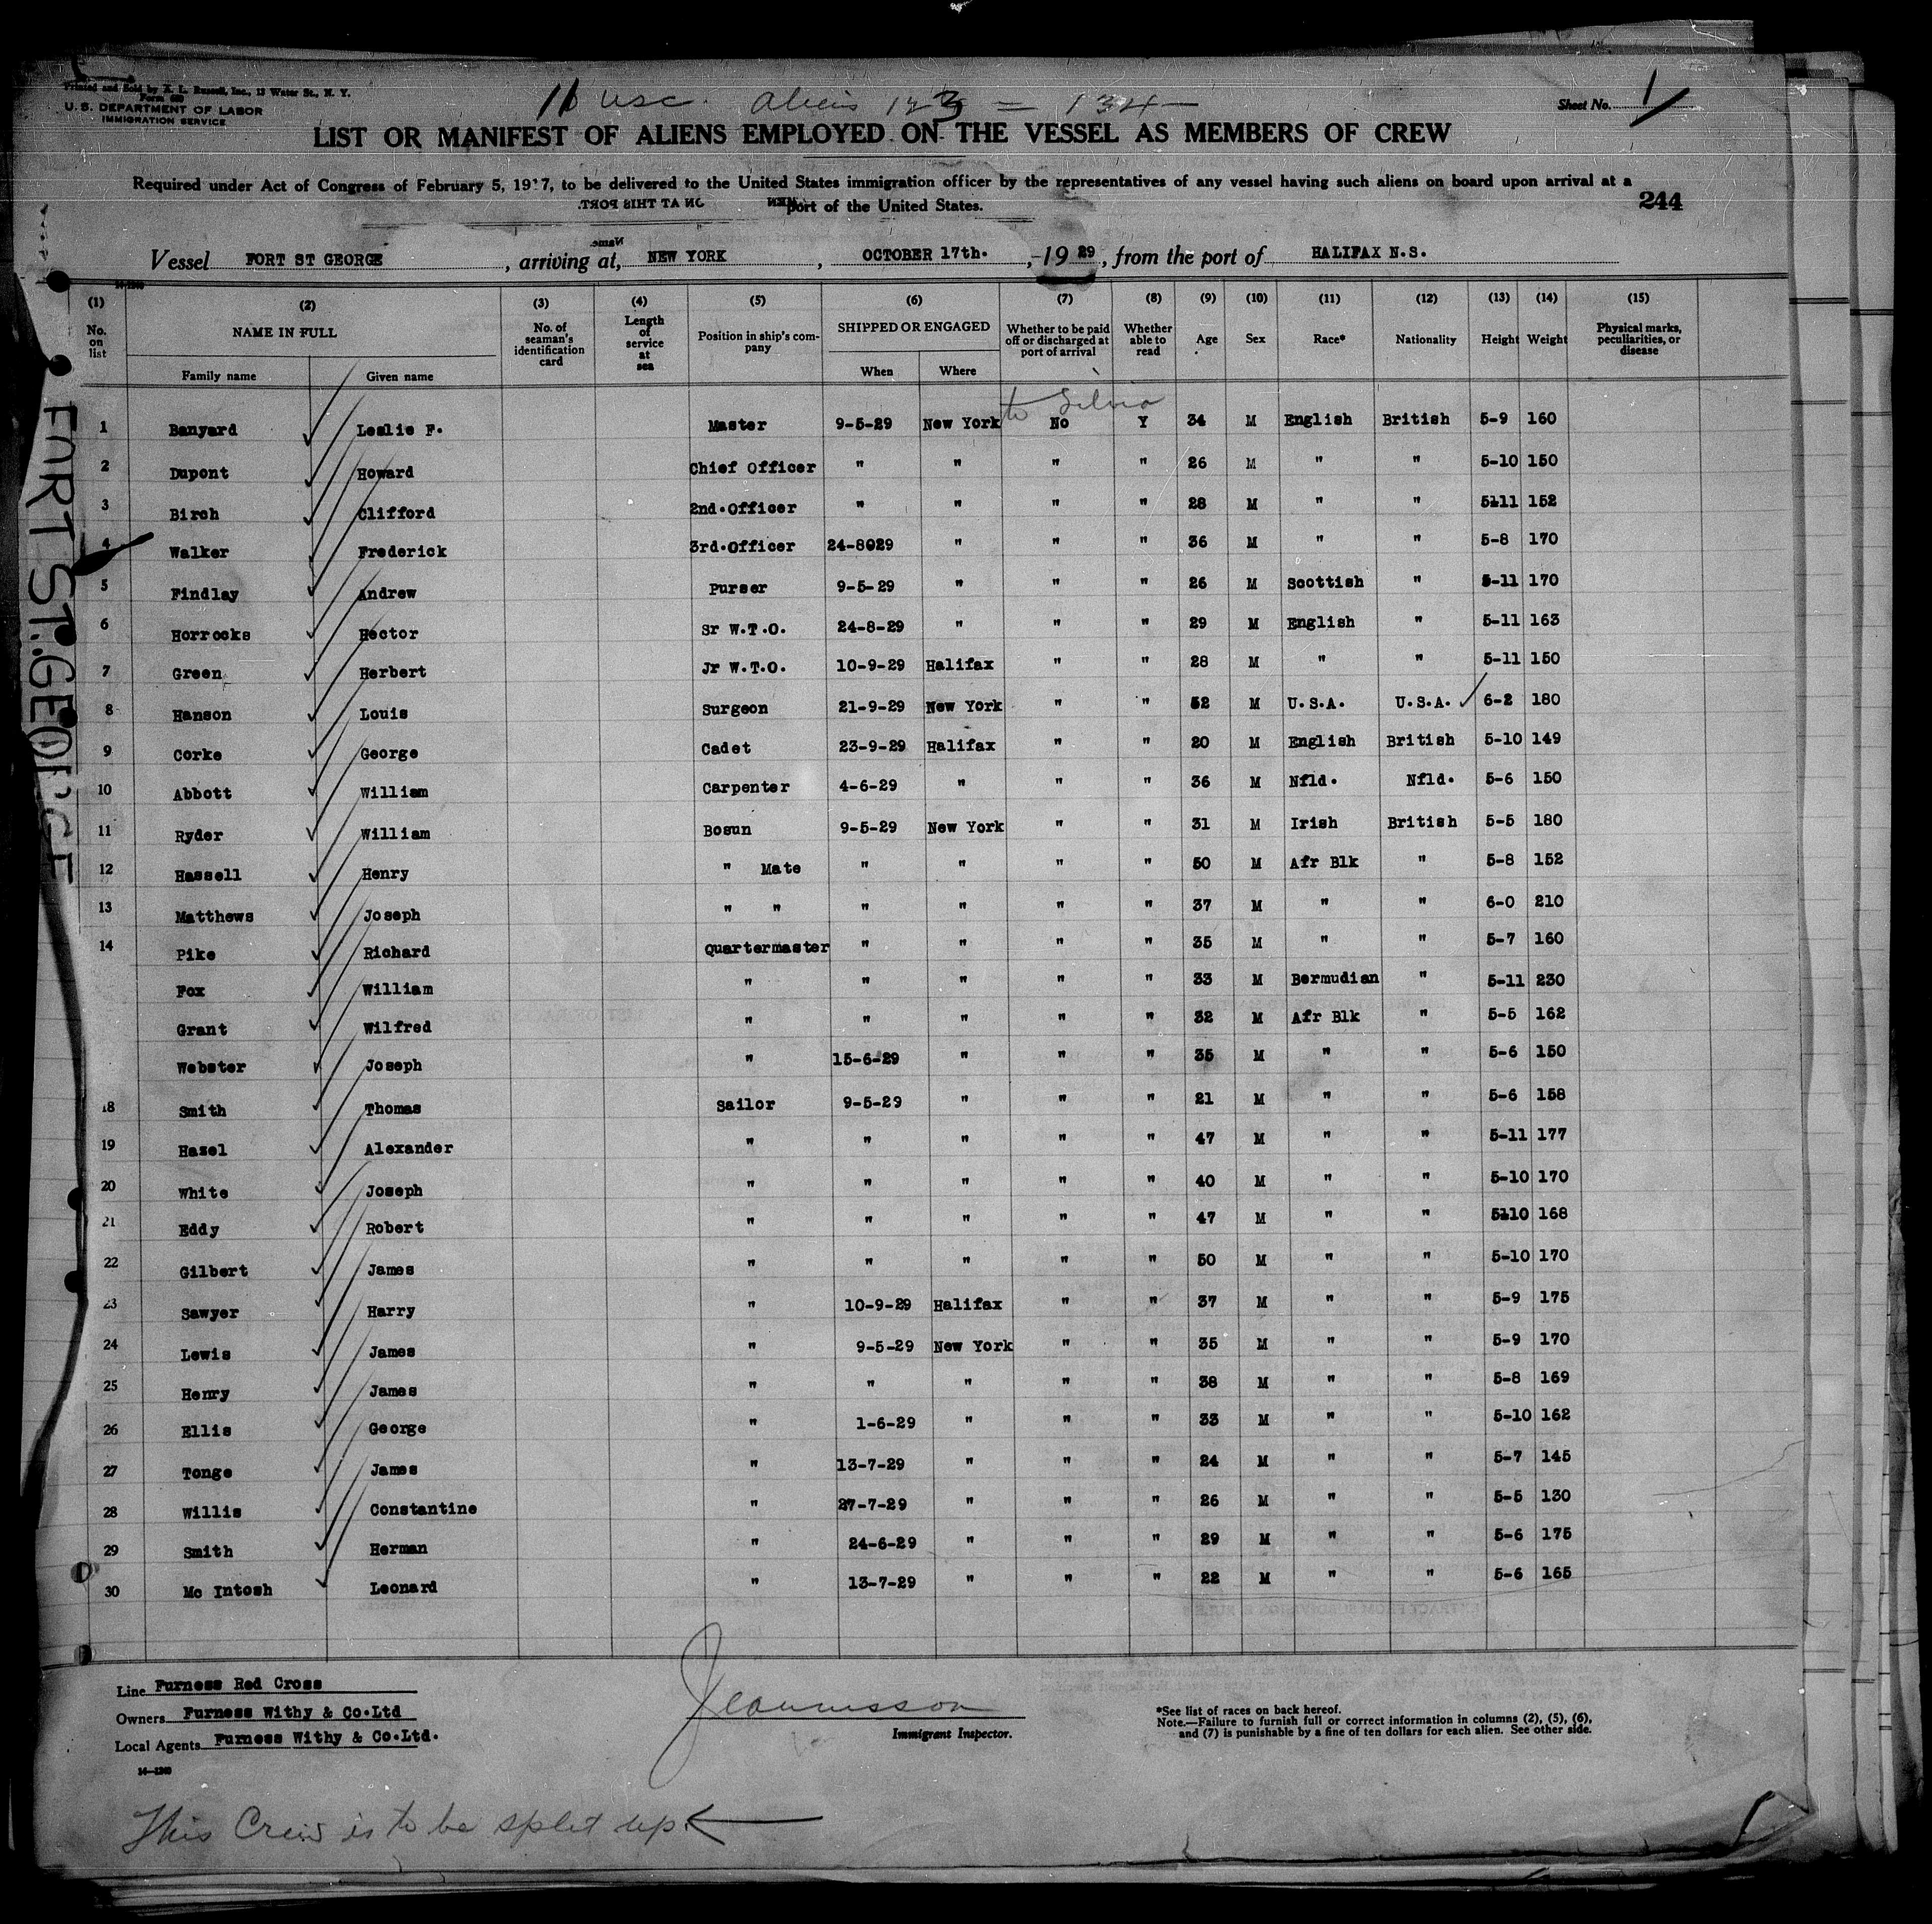 Printed and Sold by E. L. Russell, Inc., 13 Water St., N. Y.
U. S. DEPARTMENT OF LABOR
IMMIGRATION SERVICE
11 USC. Aliens 123 = 134
Sheet No. 1
LIST OR MANIFEST OF ALIENS EMPLOYED ON THE VESSEL AS MEMBERS OF CREW
Required under Act of Congress of February 5, 1917, to be delivered to the United States immigration officer by the representatives of any vessel having such aliens on board upon arrival at a
port of the United States.
244
Vessel FORT ST GEORGE, arriving at, NEW YORK, OCTOBER 17th., 1929, from the port of HALIFAX N.S.
(1) (2) (3) (4) (5) (6) (7) (8) (9) (10) (11) (12) (13) (14) (15)
No. on list NAME IN FULL Family name Given name No. of seaman's identification card Length of service at sea Position in ship's company SHIPPED OR ENGAGED When Where Whether to be paid off or discharged at port of arrival Whether able to read Age Sex Race* Nationality Height Weight Physical marks, peculiarities, or disease
to Silvia
1 Banyard Leslie F. Master 9-5-29 New York No Y 34 M English British 5-9 160
2 Dupont Howard Chief Officer " " " " 26 M " " 5-10 150
3 Birch Clifford 2nd.Officer " " " " 28 M " " 5111 152
4 Walker Frederick 3rd.Officer 24-8029 " " " 36 M " " 5-8 170
5 Findlay Andrew Purser 9-5-29 " " " 26 M Scottish " 5-11 170
6 Horrocks Hector Sr W.T.O. 24-8-29 " " " 29 M English " 5-11 163
7 Green Herbert Jr W.T.O. 10-9-29 Halifax " " 28 M " " 5-11 150
8 Hanson Louis Surgeon 21-9-29 New York " " 52 M U.S.A. U.S.A. 6-2 180
9 Corke George Cadet 23-9-29 Halifax " " 20 M English British 5-10 149
10 Abbott William Carpenter 4-6-29 " " " 36 M Nfld. Nfld. 5-6 150
11 Ryder William Bosun 9-5-29 New York " " 31 M Irish British 5-5 180
12 Hassell Henry " Mate " " " " 50 M Afr Blk " 5-8 152
13 Matthews Joseph " " " " " " 37 M " " 6-0 210
14 Pike Richard Quartermaster " " " " 35 M " " 5-7 160
Fox William " " " " " 33 M Bermudian " 5-11 230
Grant Wilfred " " " " " 32 M Afr Blk " 5-5 162
Webster Joseph " 15-6-29 " " " 35 M " " 5-6 150
18 Smith Thomas Sailor 9-5-29 " " " 21 M " " 5-6 158
19 Hazel Alexander " " " " " 47 M " " 5-11 177
20 White Joseph " " " " " 40 M " " 5-10 170
21 Eddy Robert " " " " " 47 M " " 5110 168
22 Gilbert James " " " " " 50 M " " 5-10 170
23 Sawyer Harry " 10-9-29 Halifax " " 37 M " " 5-9 175
24 Lewis James " 9-5-29 New York " " 35 M " " 5-9 170
25 Henry James " " " " " 38 M " " 5-8 169
26 Ellis George " 1-6-29 " " " 33 M " " 5-10 162
27 Tonge James " 13-7-29 " " " 24 M " " 5-7 145
28 Willis Constantine " 27-7-29 " " " 26 M " " 5-5 130
29 Smith Herman " 24-6-29 " " " 29 M " " 5-6 175
30 Mc Intosh Leonard " 13-7-29 " " " 22 M " " 5-6 165
FORT ST. GEORGE
Line Furness Red Cross
Owners Furness Withy & Co.Ltd
Local Agents Furness Withy & Co.Ltd.
14—1240
Immigrant Inspector.
*See list of races on back hereof.
Note.—Failure to furnish full or correct information in columns (2), (5), (6),
and (7) is punishable by a fine of ten dollars for each alien. See other side.
This Crew is to be split up